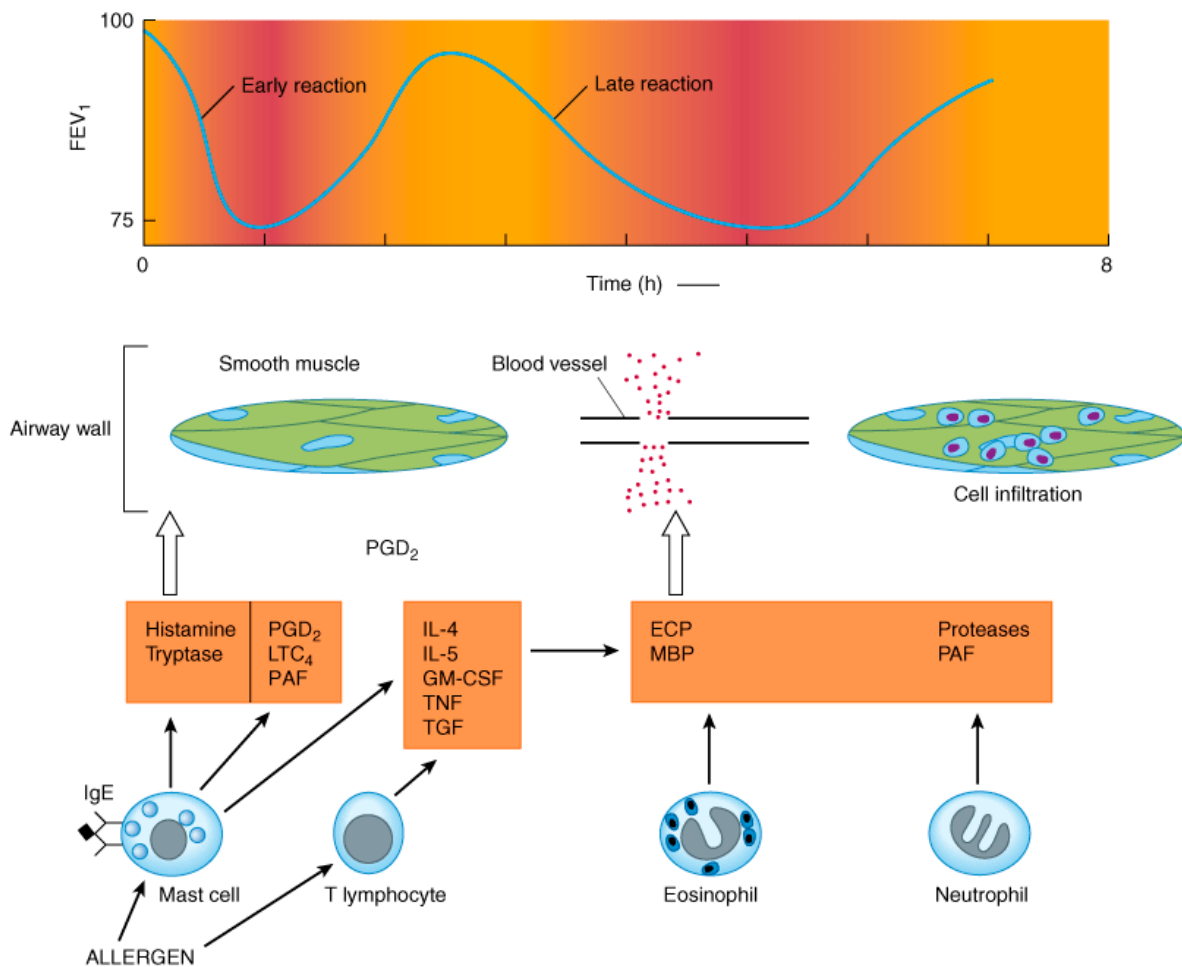 100
Early reaction
Late reaction
FEV₁
75
0
8
Time (h)
Smooth muscle
Blood vessel
Airway wall
Cell infiltration
PGD₂
Histamine
Tryptase
PGD₂
LTC₄
PAF
IL-4
IL-5
GM-CSF
TNF
TGF
ECP
MBP
Proteases
PAF
IgE
Mast cell
T lymphocyte
Eosinophil
Neutrophil
ALLERGEN